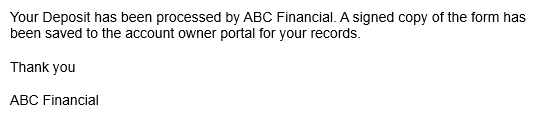 Your Deposit has been processed by ABC Financial. A signed copy of the form has
been saved to the account owner portal for your records.
Thank you
ABC Financial